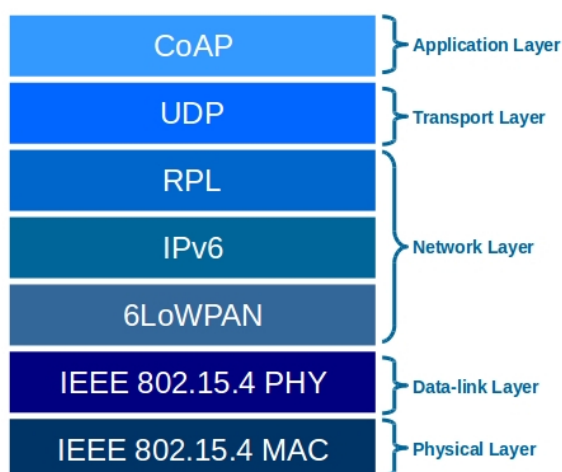 CoAP
Application Layer
UDP
Transport Layer
RPL
IPv6
Network Layer
6LoWPAN
IEEE 802.15.4 PHY
Data-link Layer
IEEE 802.15.4 MAC
Physical Layer